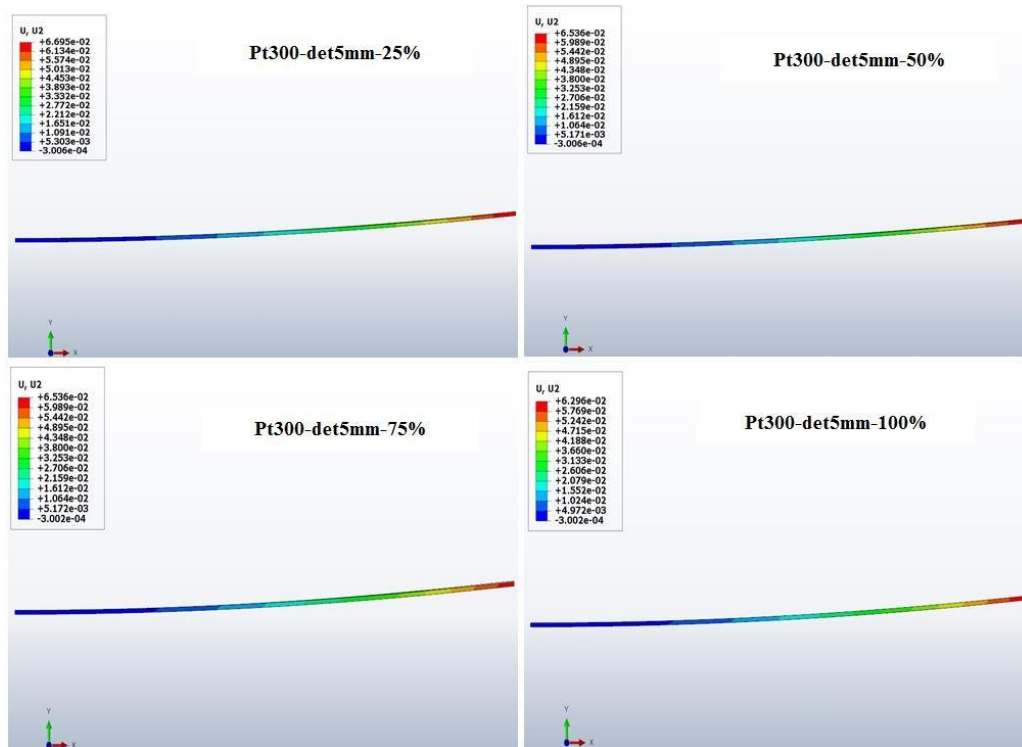 U, U2
+6.695e-02
+6.134e-02
+5.574e-02
+5.013e-02
+4.453e-02
+3.893e-02
+3.332e-02
+2.772e-02
+2.212e-02
+1.651e-02
+1.091e-02
+5.303e-03
-3.006e-04
Pt300-det5mm-25%
Y
X
U, U2
+6.536e-02
+5.989e-02
+5.442e-02
+4.895e-02
+4.348e-02
+3.800e-02
+3.253e-02
+2.706e-02
+2.159e-02
+1.612e-02
+1.064e-02
+5.171e-03
-3.006e-04
Pt300-det5mm-50%
Y
X
U, U2
+6.536e-02
+5.989e-02
+5.442e-02
+4.895e-02
+4.348e-02
+3.800e-02
+3.253e-02
+2.706e-02
+2.159e-02
+1.612e-02
+1.064e-02
+5.172e-03
-3.002e-04
Pt300-det5mm-75%
Y
X
U, U2
+6.296e-02
+5.769e-02
+5.242e-02
+4.715e-02
+4.188e-02
+3.660e-02
+3.133e-02
+2.606e-02
+2.079e-02
+1.552e-02
+1.024e-02
+4.972e-03
-3.002e-04
Pt300-det5mm-100%
Y
X